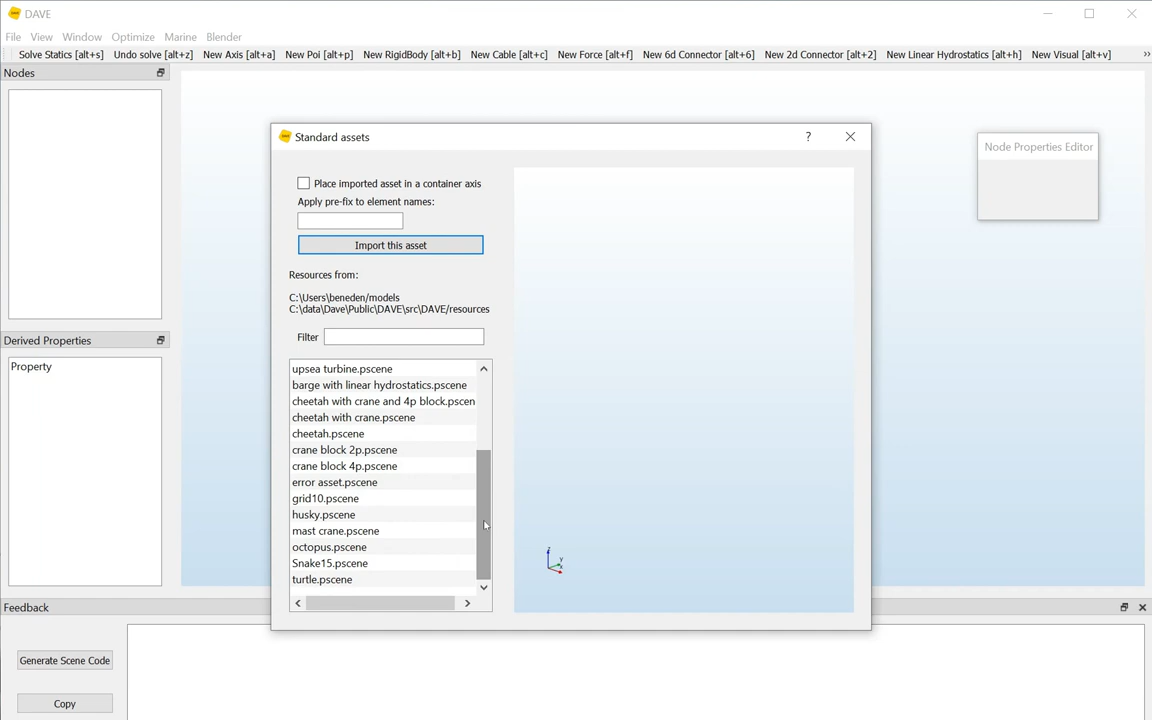 DAVE
File View Window Optimize Marine Blender
Solve Statics [alt+s] Undo solve [alt+z] New Axis [alt+a] New Poi [alt+p] New RigidBody [alt+b] New Cable [alt+c] New Force [alt+f] New 6d Connector [alt+6] New 2d Connector [alt+2] New Linear Hydrostatics [alt+h] New Visual [alt+v] »
Nodes
Standard assets
?
Node Properties Editor
Place imported asset in a container axis
Apply pre-fix to element names:
Import this asset
Resources from:
C:\Users\beneden/models
C:\data\Dave\Public\DAVE\src\DAVE/resources
Filter
Derived Properties
Property
upsea turbine.pscene
barge with linear hydrostatics.pscene
cheetah with crane and 4p block.pscen
cheetah with crane.pscene
cheetah.pscene
crane block 2p.pscene
crane block 4p.pscene
error asset.pscene
grid10.pscene
husky.pscene
mast crane.pscene
octopus.pscene
Snake15.pscene
turtle.pscene
z
y
x
Feedback
Generate Scene Code
Copy